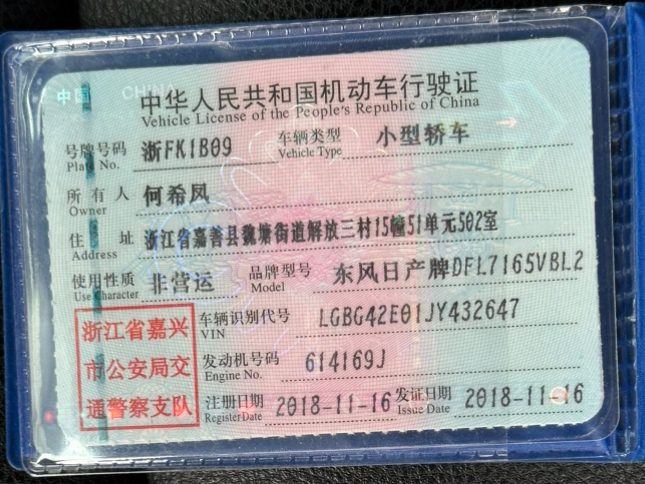 中国 CHINA
中华人民共和国机动车行驶证
Vehicle License of the People's Republic of China
号牌号码 浙FK1B09 车辆类型 小型轿车
Plate No. Vehicle Type
所有人 何希凤
Owner
住址 浙江省嘉善县魏塘街道解放三村15幢51单元502室
Address
使用性质 非营运 品牌型号 东风日产牌DFL7165VBL2
Use Character Model
浙江省嘉兴
市公安局交
通警察支队
车辆识别代号 LGBG42E01JY432647
VIN
发动机号码 614169J
Engine No.
注册日期 2018-11-16 发证日期 2018-11-16
Register Date Issue Date